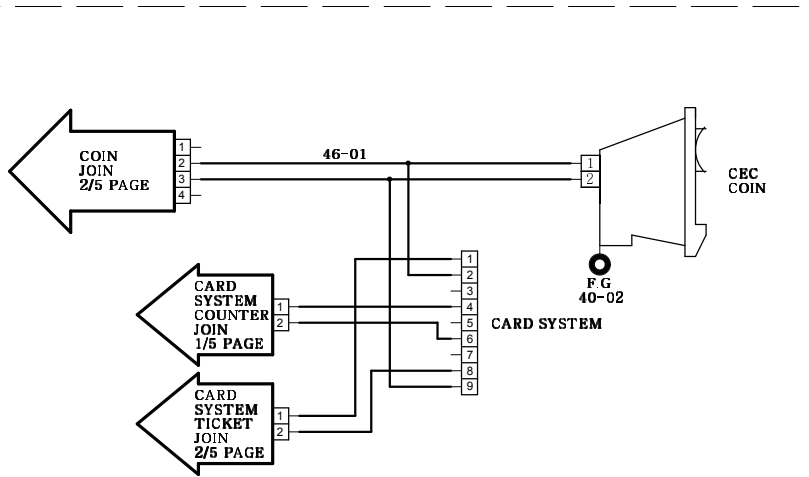 COIN
JOIN
2/5 PAGE
1
2
3
4
46-01
1
2
CEC
COIN
F.G
40-02
CARD
SYSTEM
COUNTER
JOIN
1/5 PAGE
1
2
1
2
3
4
5
6
7
8
9
CARD SYSTEM
CARD
SYSTEM
TICKET
JOIN
2/5 PAGE
1
2